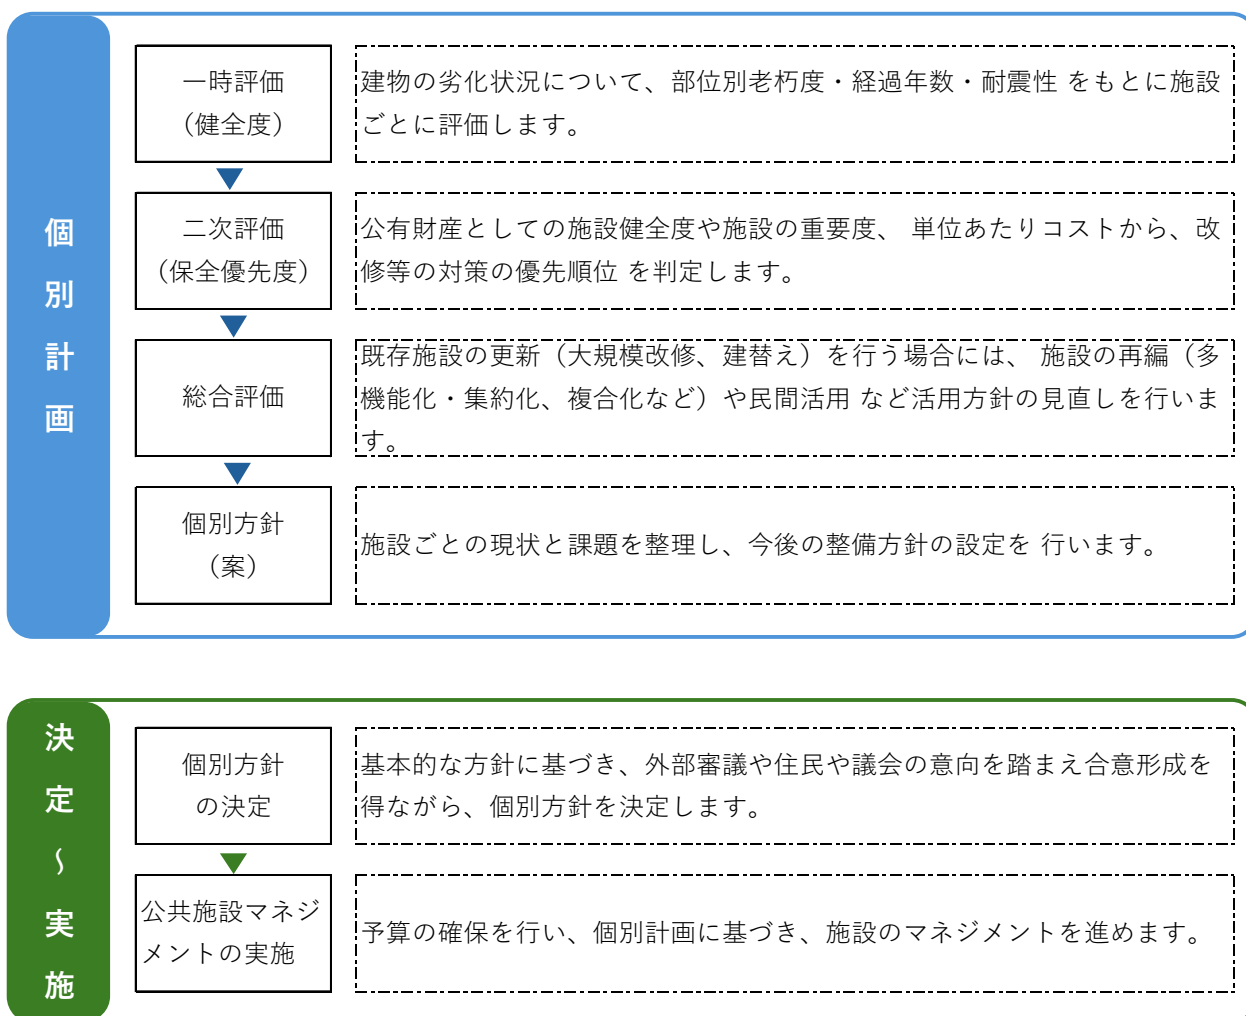 個別計画
一時評価
（健全度）
建物の劣化状況について、部位別老朽度・経過年数・耐震性 をもとに施設
ごとに評価します。
二次評価
（保全優先度）
公有財産としての施設健全度や施設の重要度、 単位あたりコストから、改
修等の対策の優先順位 を判定します。
総合評価
既存施設の更新（大規模改修、建替え）を行う場合には、 施設の再編（多
機能化・集約化、複合化など）や民間活用 など活用方針の見直しを行いま
す。
個別方針
（案）
施設ごとの現状と課題を整理し、今後の整備方針の設定を 行います。
決定～実施
個別方針
の決定
基本的な方針に基づき、外部審議や住民や議会の意向を踏まえ合意形成を
得ながら、個別方針を決定します。
公共施設マネジ
メントの実施
予算の確保を行い、個別計画に基づき、施設のマネジメントを進めます。